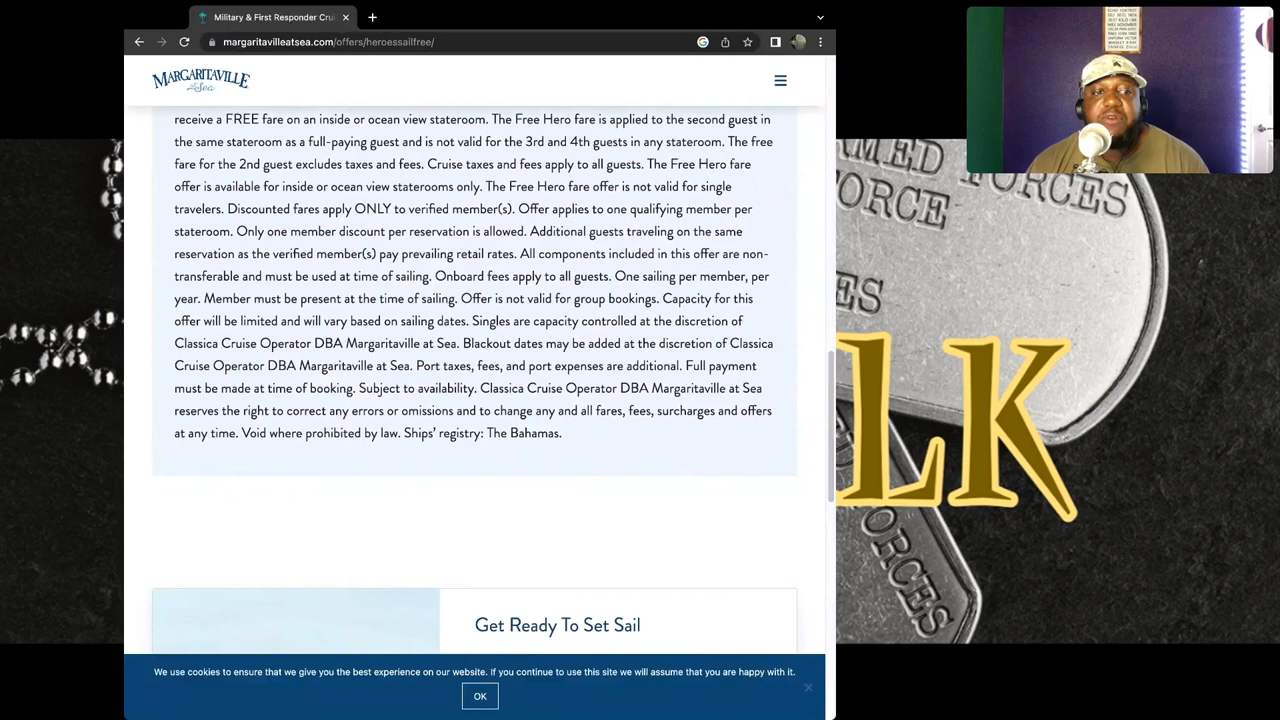 Military & First Responder Cru
margaritavilleatsea.com/offers/heroessailfree/
MARGARITAVILLE
at Sea
receive a FREE fare on an inside or ocean view stateroom. The Free Hero fare is applied to the second guest in
the same stateroom as a full-paying guest and is not valid for the 3rd and 4th guests in any stateroom. The free
fare for the 2nd guest excludes taxes and fees. Cruise taxes and fees apply to all guests. The Free Hero fare
offer is available for inside or ocean view staterooms only. The Free Hero fare offer is not valid for single
travelers. Discounted fares apply ONLY to verified member(s). Offer applies to one qualifying member per
stateroom. Only one member discount per reservation is allowed. Additional guests traveling on the same
reservation as the verified member(s) pay prevailing retail rates. All components included in this offer are non-
transferable and must be used at time of sailing. Onboard fees apply to all guests. One sailing per member, per
year. Member must be present at the time of sailing. Offer is not valid for group bookings. Capacity for this
offer will be limited and will vary based on sailing dates. Singles are capacity controlled at the discretion of
Classica Cruise Operator DBA Margaritaville at Sea. Blackout dates may be added at the discretion of Classica
Cruise Operator DBA Margaritaville at Sea. Port taxes, fees, and port expenses are additional. Full payment
must be made at time of booking. Subject to availability. Classica Cruise Operator DBA Margaritaville at Sea
reserves the right to correct any errors or omissions and to change any and all fares, fees, surcharges and offers
at any time. Void where prohibited by law. Ships' registry: The Bahamas.
Get Ready To Set Sail
We use cookies to ensure that we give you the best experience on our website. If you continue to use this site we will assume that you are happy with it.
OK
ARMED FORCES
FORCE
CES
LK
FORCES